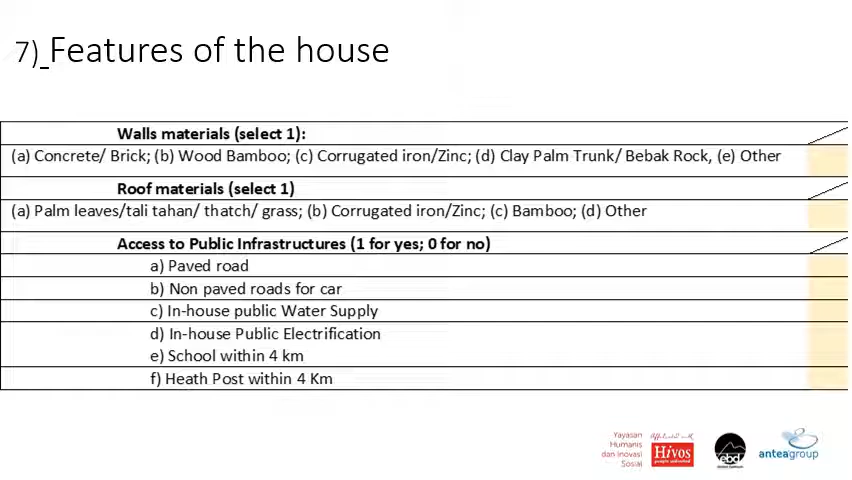 7) Features of the house
Walls materials (select 1):
(a) Concrete/ Brick; (b) Wood Bamboo; (c) Corrugated iron/Zinc; (d) Clay Palm Trunk/ Bebak Rock, (e) Other
Roof materials (select 1)
(a) Palm leaves/tali tahan/ thatch/ grass; (b) Corrugated iron/Zinc; (c) Bamboo; (d) Other
Access to Public Infrastructures (1 for yes; 0 for no)
a) Paved road
b) Non paved roads for car
c) In-house public Water Supply
d) In-house Public Electrification
e) School within 4 km
f) Heath Post within 4 Km
Yayasan
Humanis
dan Inovasi
Sosial
Hivos
ebd
anteagroup